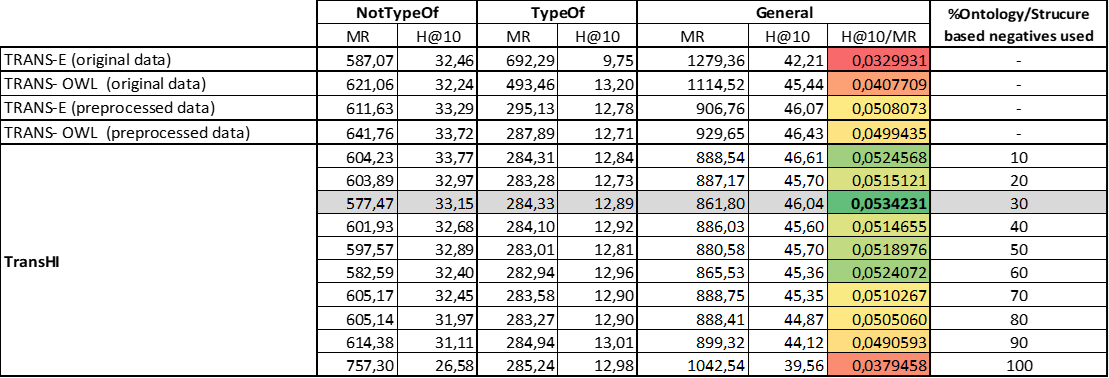 NotTypeOf TypeOf General %Ontology/Strucure
MR H@10 MR H@10 MR H@10 H@10/MR based negatives used
TRANS-E (original data) 587,07 32,46 692,29 9,75 1279,36 42,21 0,0329931 -
TRANS- OWL (original data) 621,06 32,24 493,46 13,20 1114,52 45,44 0,0407709 -
TRANS-E (preprocessed data) 611,63 33,29 295,13 12,78 906,76 46,07 0,0508073 -
TRANS- OWL (preprocessed data) 641,76 33,72 287,89 12,71 929,65 46,43 0,0499435 -
604,23 33,77 284,31 12,84 888,54 46,61 0,0524568 10
603,89 32,97 283,28 12,73 887,17 45,70 0,0515121 20
577,47 33,15 284,33 12,89 861,80 46,04 0,0534231 30
601,93 32,68 284,10 12,92 886,03 45,60 0,0514655 40
597,57 32,89 283,01 12,81 880,58 45,70 0,0518976 50
TransHI
582,59 32,40 282,94 12,96 865,53 45,36 0,0524072 60
605,17 32,45 283,58 12,90 888,75 45,35 0,0510267 70
605,14 31,97 283,27 12,90 888,41 44,87 0,0505060 80
614,38 31,11 284,94 13,01 899,32 44,12 0,0490593 90
757,30 26,58 285,24 12,98 1042,54 39,56 0,0379458 100